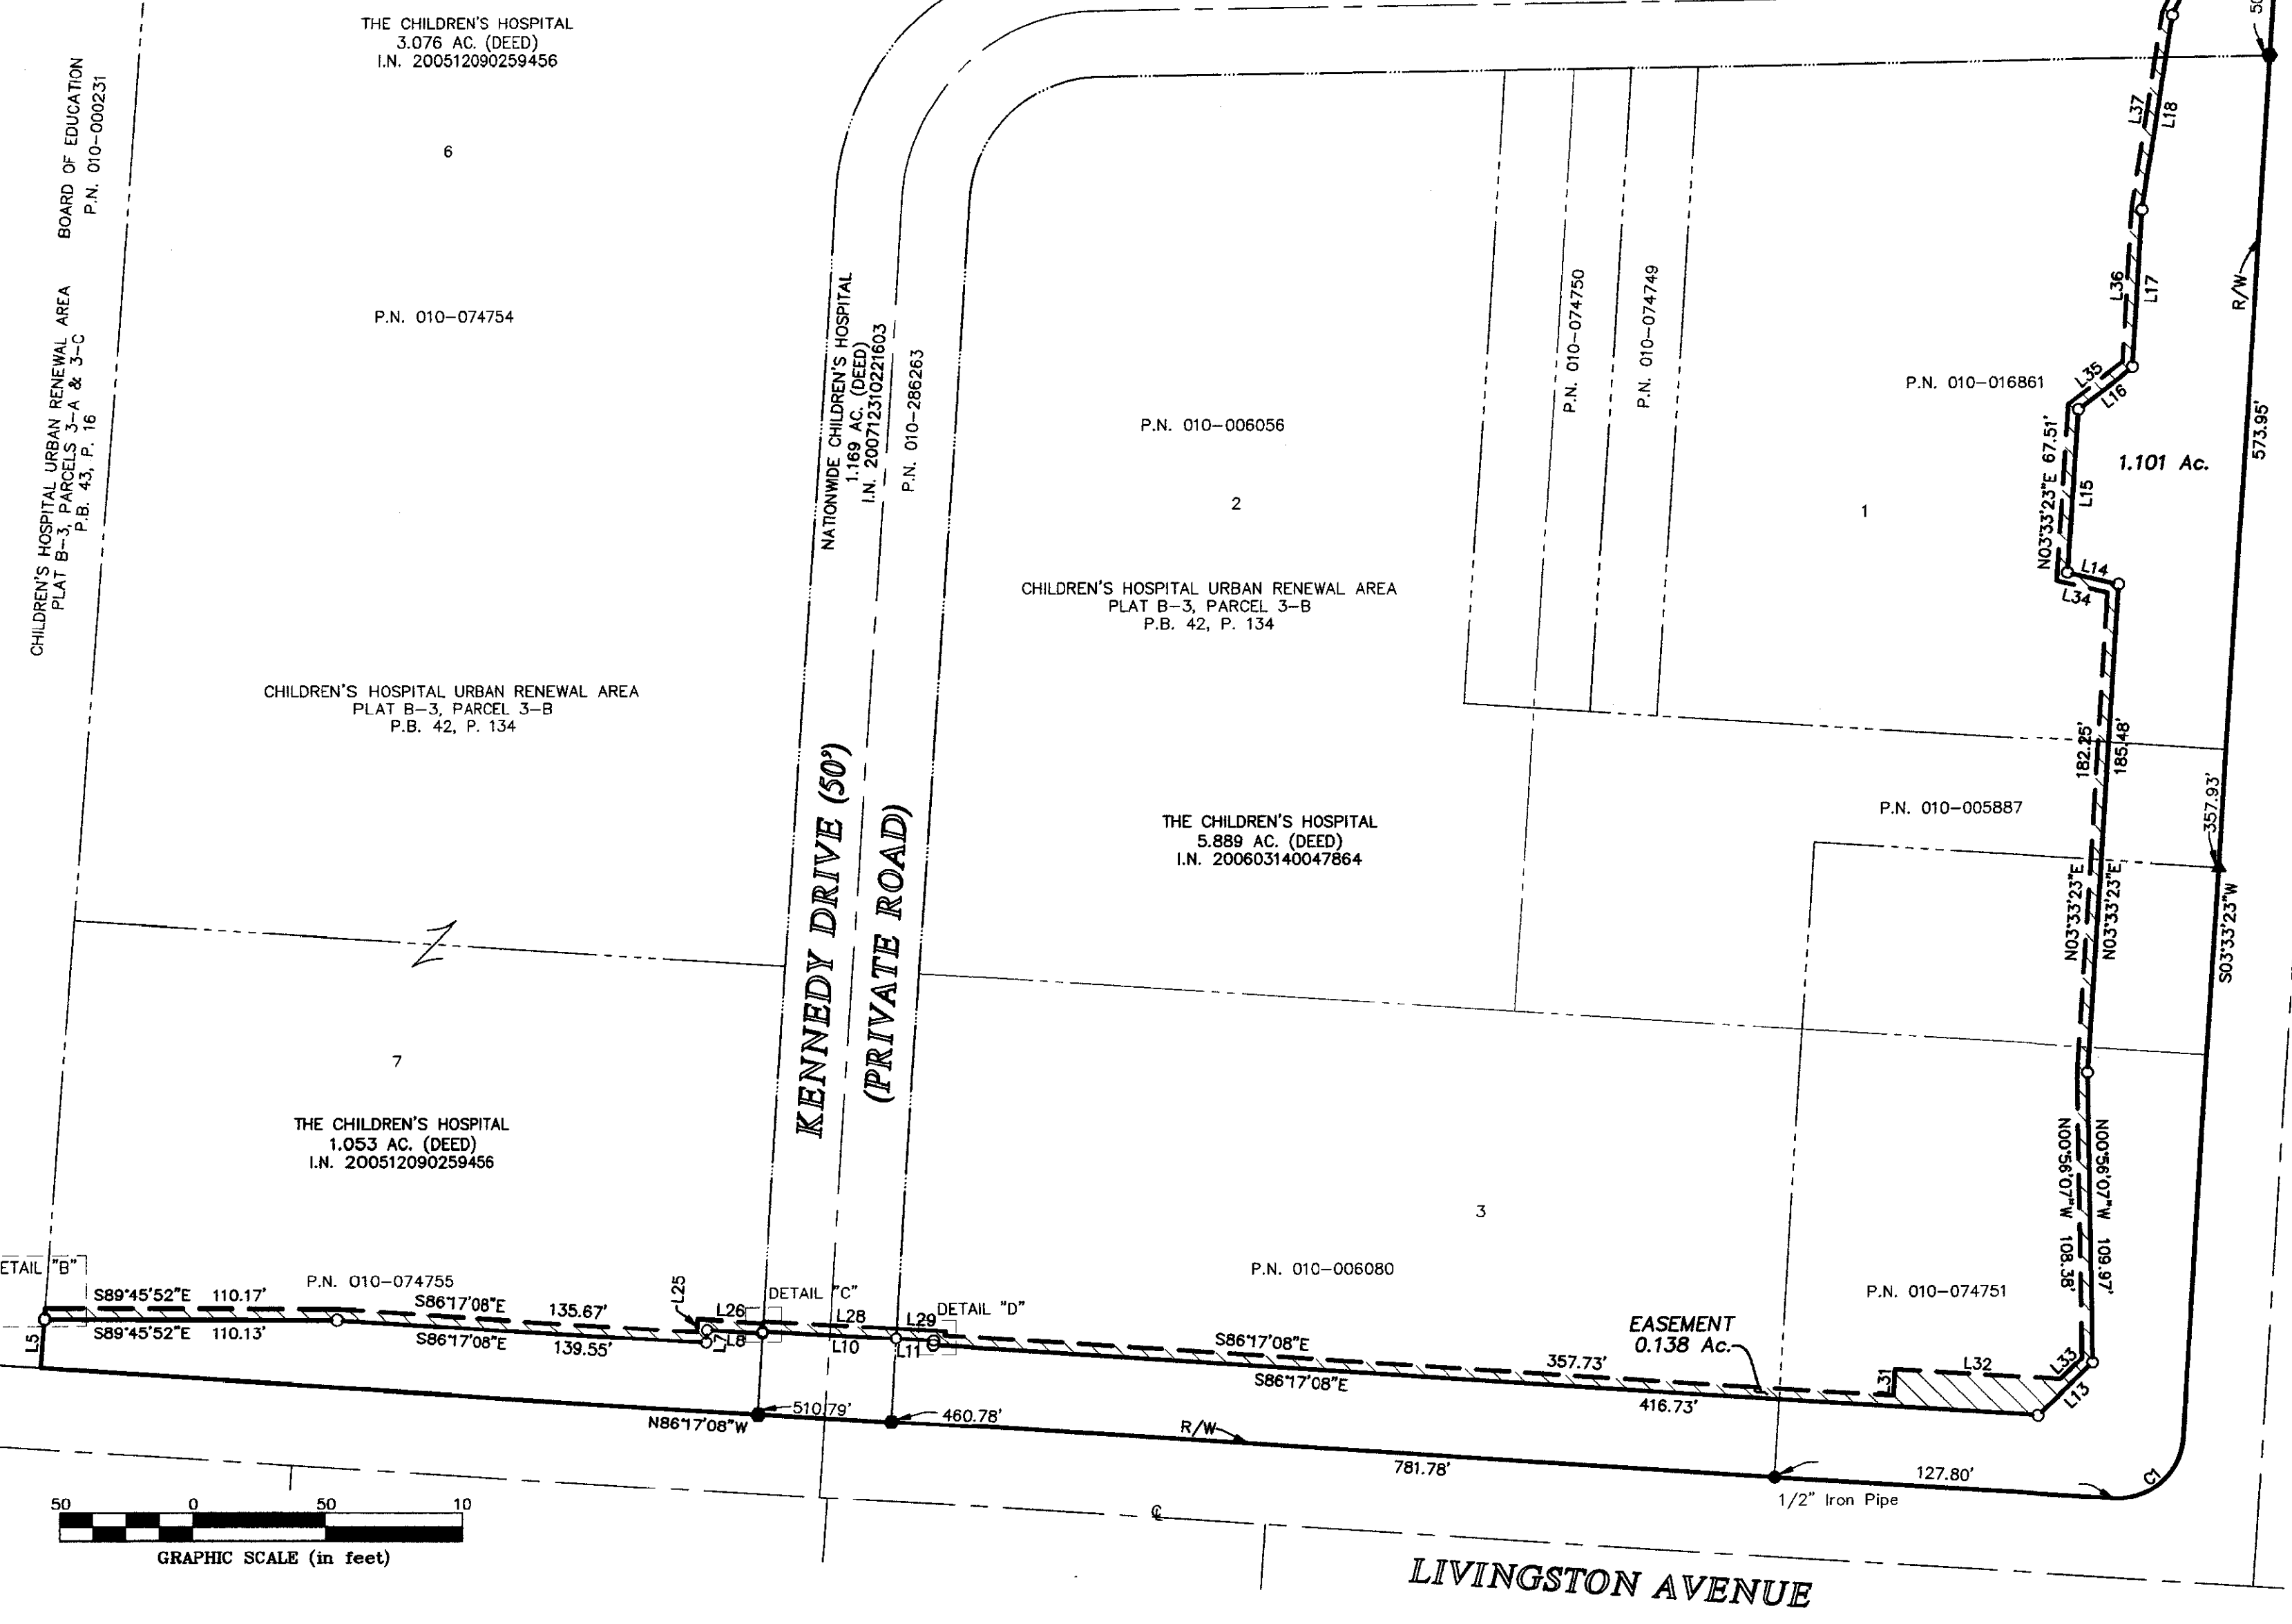 THE CHILDREN'S HOSPITAL
3.076 AC. (DEED)
I.N. 200512090259456
BOARD OF EDUCATION
P.N. 010-000231
6
P.N. 010-074754
CHILDREN'S HOSPITAL URBAN RENEWAL AREA
PLAT B-3, PARCELS 3-A & 3-C
P.B. 43, P. 16
CHILDREN'S HOSPITAL URBAN RENEWAL AREA
PLAT B-3, PARCEL 3-B
P.B. 42, P. 134
NATIONWIDE CHILDREN'S HOSPITAL
1.169 AC. (DEED)
I.N. 200712310221603
P.N. 010-286263
KENNEDY DRIVE (50')
(PRIVATE ROAD)
P.N. 010-006056
2
CHILDREN'S HOSPITAL URBAN RENEWAL AREA
PLAT B-3, PARCEL 3-B
P.B. 42, P. 134
P.N. 010-074750
P.N. 010-074749
P.N. 010-016861
1
1.101 Ac.
50
L37
L18
L36
L17
R/W
573.95'
L35
L16
N03°33'23"E 67.51'
L15
L14
L34
182.25'
185.48'
THE CHILDREN'S HOSPITAL
5.889 AC. (DEED)
I.N. 200603140047864
P.N. 010-005887
357.93'
N03°33'23"E
N03°33'23"E
S03°33'23"W
7
THE CHILDREN'S HOSPITAL
1.053 AC. (DEED)
I.N. 200512090259456
N00°56'07"W 108.38'
N00°56'07"W 109.97'
3
P.N. 010-006080
P.N. 010-074751
ETAIL "B"
P.N. 010-074755
S89°45'52"E 110.17'
S89°45'52"E 110.13'
S86°17'08"E 135.67'
S86°17'08"E 139.55'
L5
L25
L26
L7
L8
DETAIL "C"
L28
L10
L29
L11
DETAIL "D"
S86°17'08"E 357.73'
S86°17'08"E 416.73'
EASEMENT
0.138 Ac.
L31
L32
L33
L13
N86°17'08"W
510.79'
460.78'
R/W
781.78'
127.80'
C1
1/2" Iron Pipe
50 0 50 10
GRAPHIC SCALE (in feet)
LIVINGSTON AVENUE